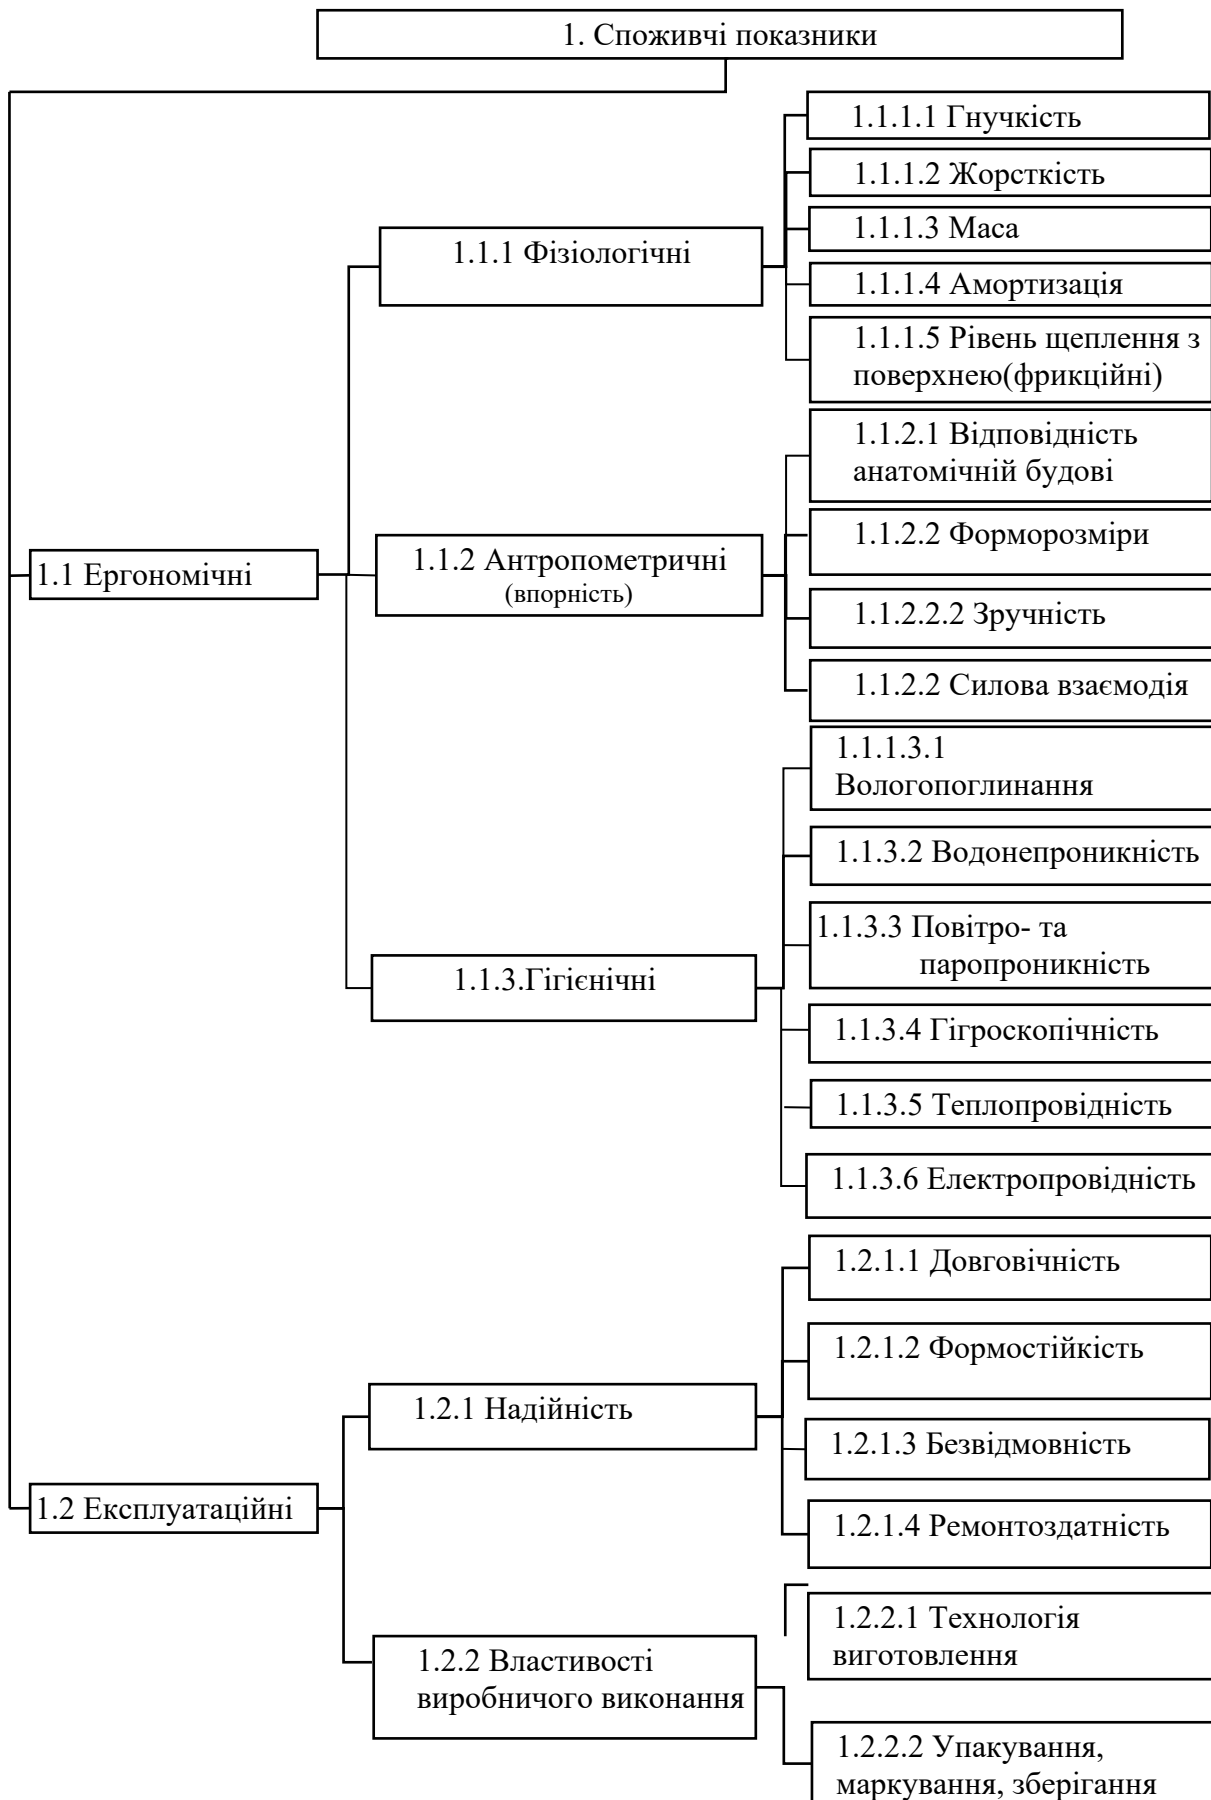 1. Споживчі показники
1.1.1.1 Гнучкість
1.1.1.2 Жорсткість
1.1.1.3 Маса
1.1.1 Фізіологічні
1.1.1.4 Амортизація
1.1.1.5 Рівень щеплення з
поверхнею(фрикційні)
1.1.2.1 Відповідність
анатомічній будові
1.1.2.2 Форморозміри
1.1 Ергономічні
1.1.2 Антропометричні
(впорність)
1.1.2.2.2 Зручність
1.1.2.2 Силова взаємодія
1.1.1.3.1
Вологопоглинання
1.1.3.2 Водонепроникність
1.1.3.3 Повітро- та
паропроникність
1.1.3.Гігієнічні
1.1.3.4 Гігроскопічність
1.1.3.5 Теплопровідність
1.1.3.6 Електропровідність
1.2.1.1 Довговічність
1.2.1.2 Формостійкість
1.2.1 Надійність
1.2.1.3 Безвідмовність
1.2 Експлуатаційні
1.2.1.4 Ремонтоздатність
1.2.2.1 Технологія
виготовлення
1.2.2 Властивості
виробничого виконання
1.2.2.2 Упакування,
маркування, зберігання